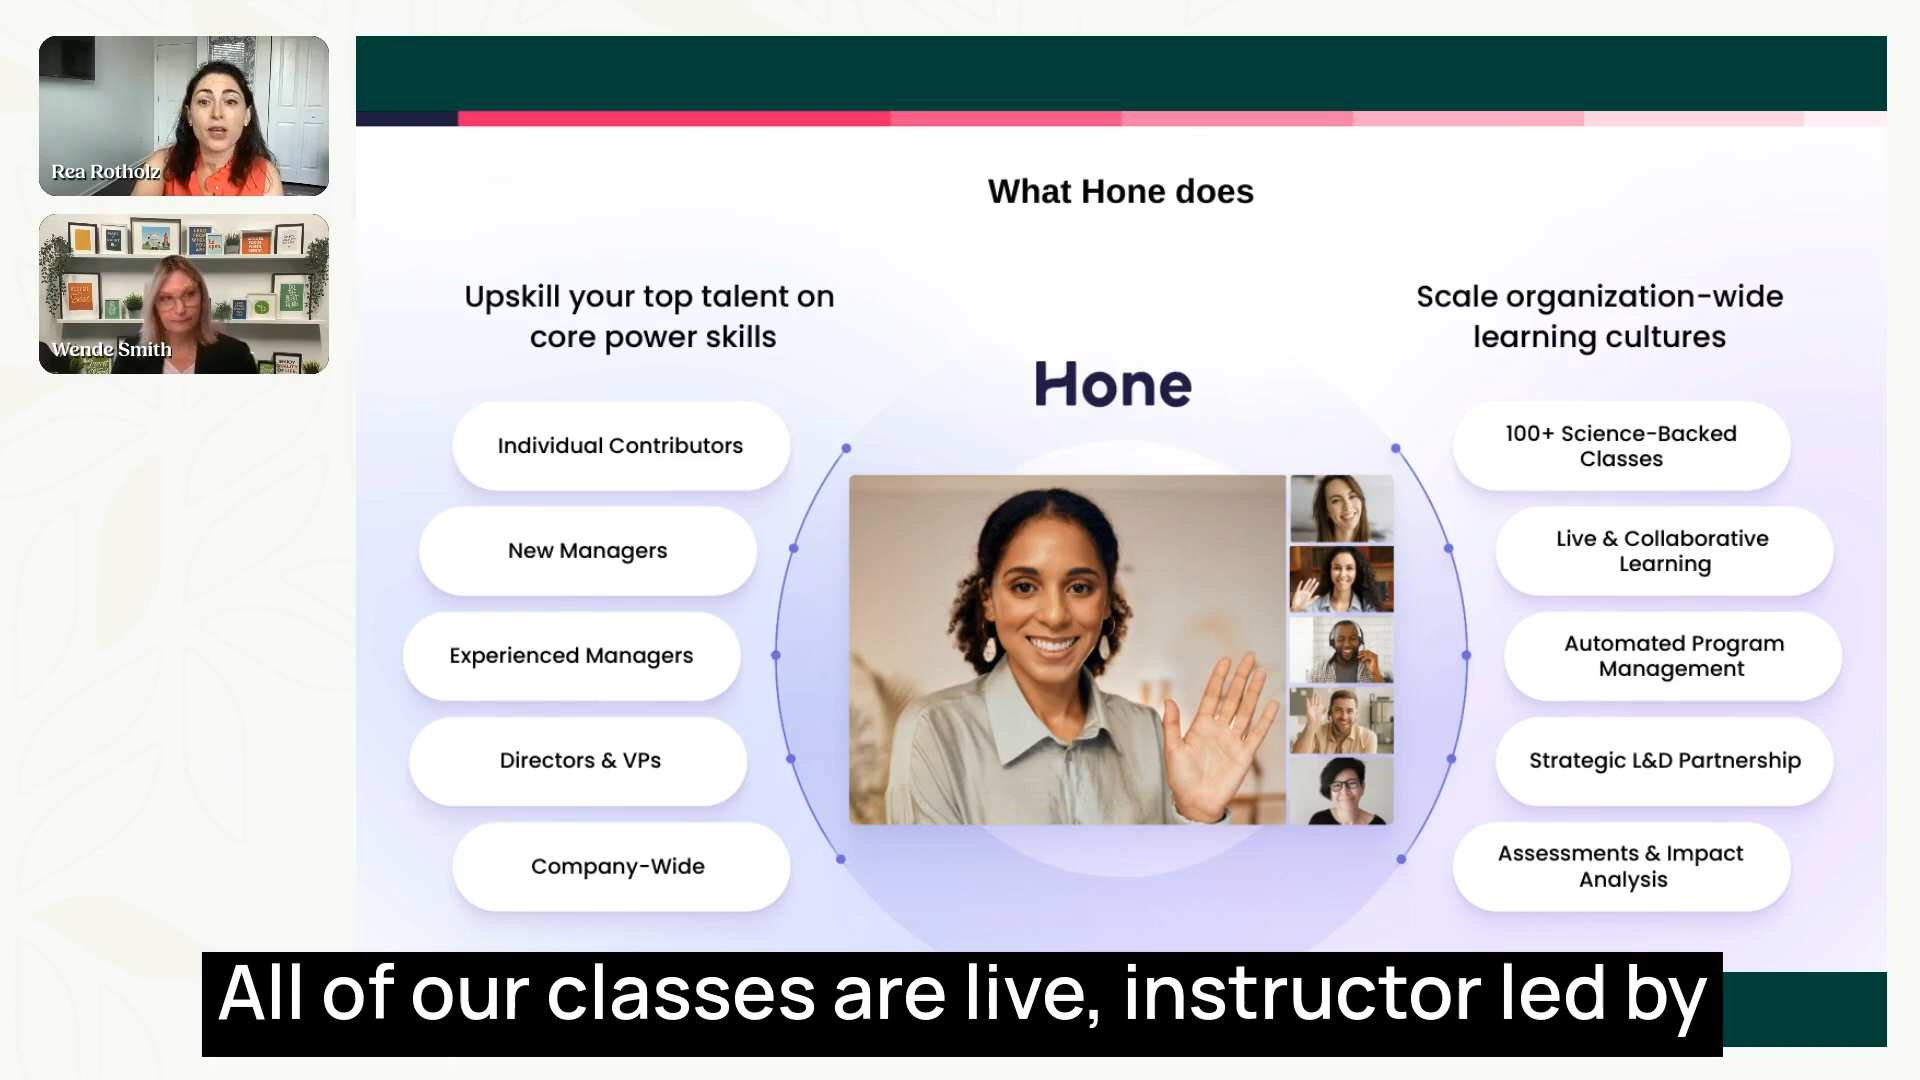 Rea Rotholz
Wende Smith
What Hone does
Upskill your top talent on
core power skills
Individual Contributors
New Managers
Experienced Managers
Directors & VPs
Company-Wide
Hone
Scale organization-wide
learning cultures
100+ Science-Backed
Classes
Live & Collaborative
Learning
Automated Program
Management
Strategic L&D Partnership
Assessments & Impact
Analysis
All of our classes are live, instructor led by